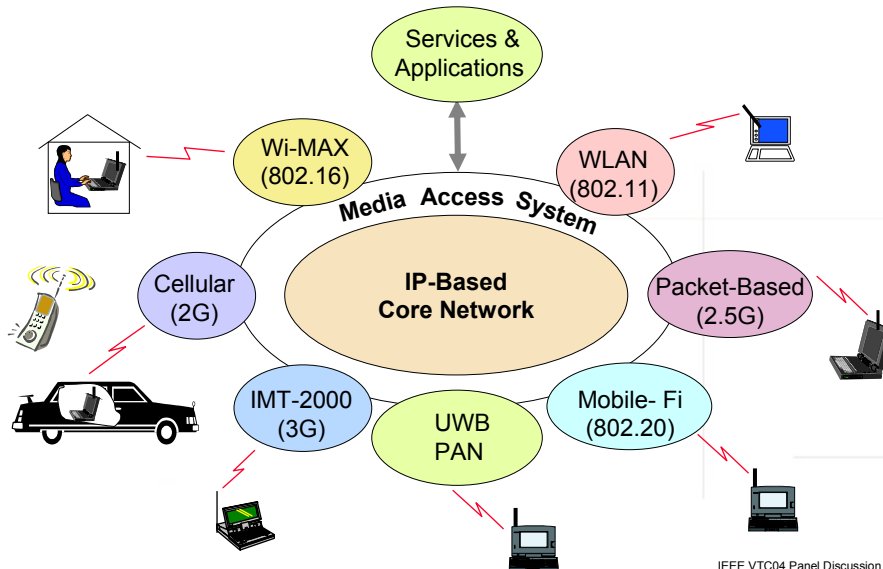 Services &
Applications
Wi-MAX
(802.16)
WLAN
(802.11)
Media Access System
Cellular
(2G)
IP-Based
Core Network
Packet-Based
(2.5G)
IMT-2000
(3G)
UWB
PAN
Mobile- Fi
(802.20)
IEEE VTC04 Panel Discussion